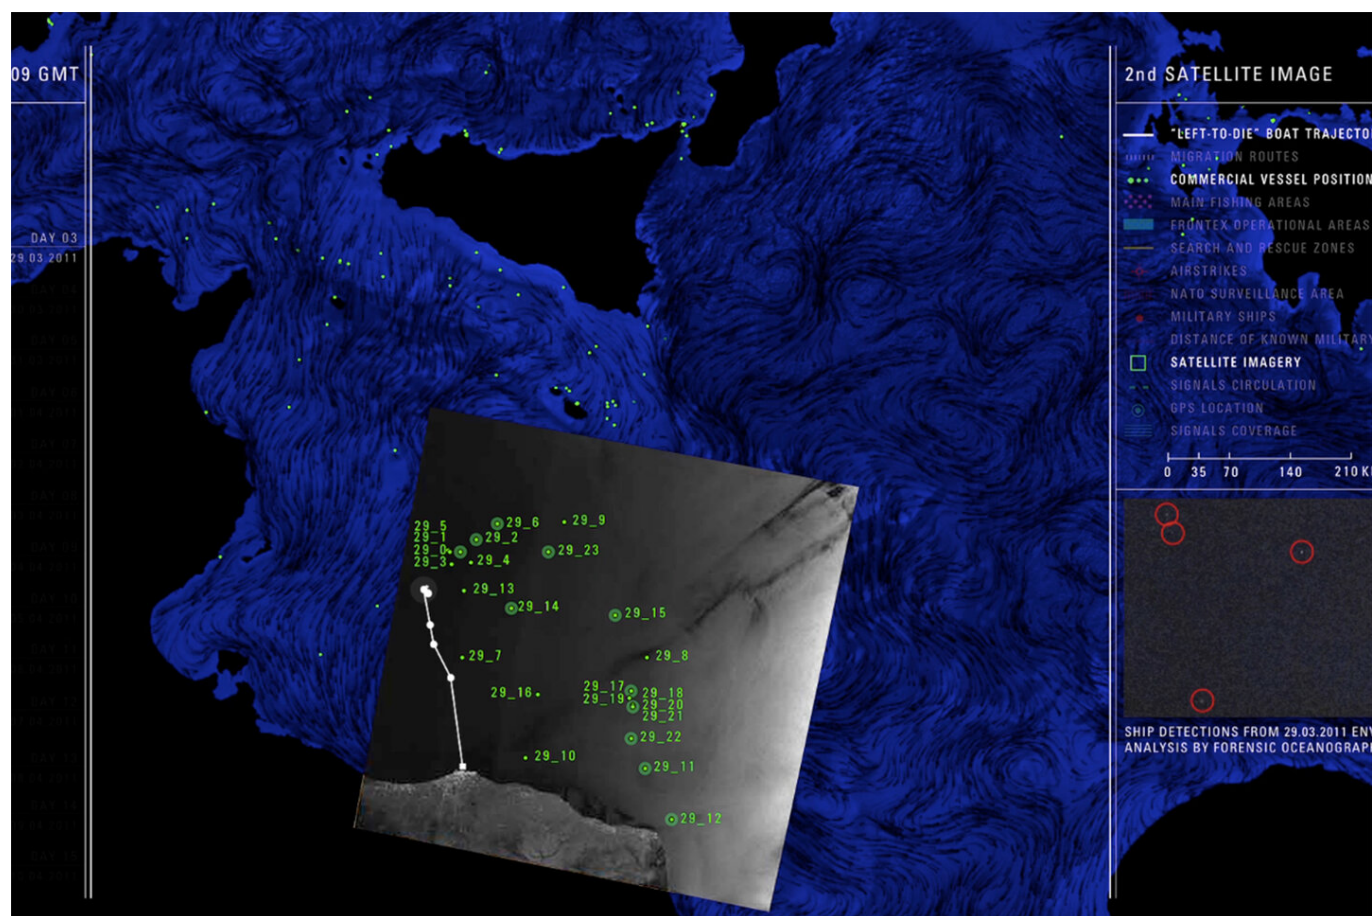 09 GMT
DAY 03
29.03.2011
DAY 15
29_5
29_1
29_0
29_3
29_6
29_2
29_4
29_9
29_23
29_13
29_14
29_15
29_7
29_8
29_16
29_17
29_19
29_18
29_20
29_21
29_22
29_10
29_11
29_12
2nd SATELLITE IMAGE
"LEFT-TO-DIE" BOAT TRAJECTO
MIGRATION ROUTES
COMMERCIAL VESSEL POSITION
MAIN FISHING AREAS
FRONTEX OPERATIONAL AREAS
SEARCH AND RESCUE ZONES
AIRSTRIKES
NATO SURVEILLANCE AREA
MILITARY SHIPS
DISTANCE OF KNOWN MILITARY
SATELLITE IMAGERY
SIGNALS CIRCULATION
GPS LOCATION
SIGNALS COVERAGE
0 35 70 140 210 K
SHIP DETECTIONS FROM 29.03.2011 ENV
ANALYSIS BY FORENSIC OCEANOGRAP